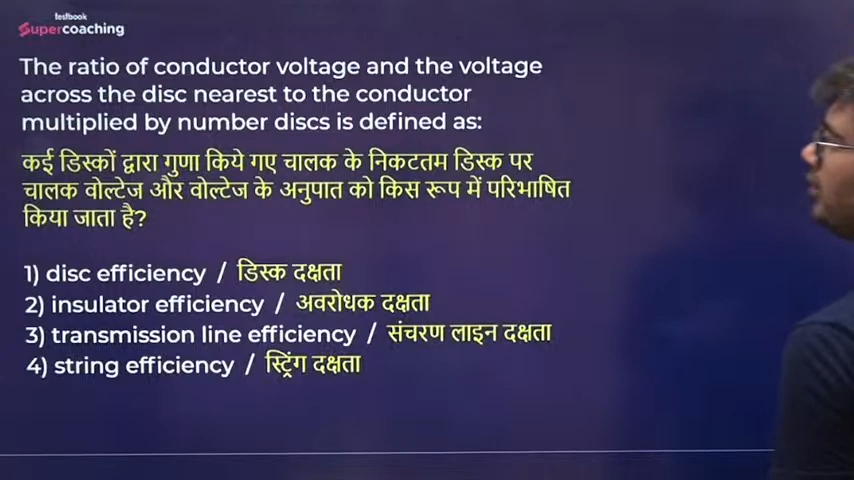 testbook
Supercoaching
The ratio of conductor voltage and the voltage
across the disc nearest to the conductor
multiplied by number discs is defined as:
कई डिस्कों द्वारा गुणा किये गए चालक के निकटतम डिस्क पर
चालक वोल्टेज और वोल्टेज के अनुपात को किस रूप में परिभाषित
किया जाता है?
1) disc efficiency / डिस्क दक्षता
2) insulator efficiency / अवरोधक दक्षता
3) transmission line efficiency / संचरण लाइन दक्षता
4) string efficiency / स्ट्रिंग दक्षता